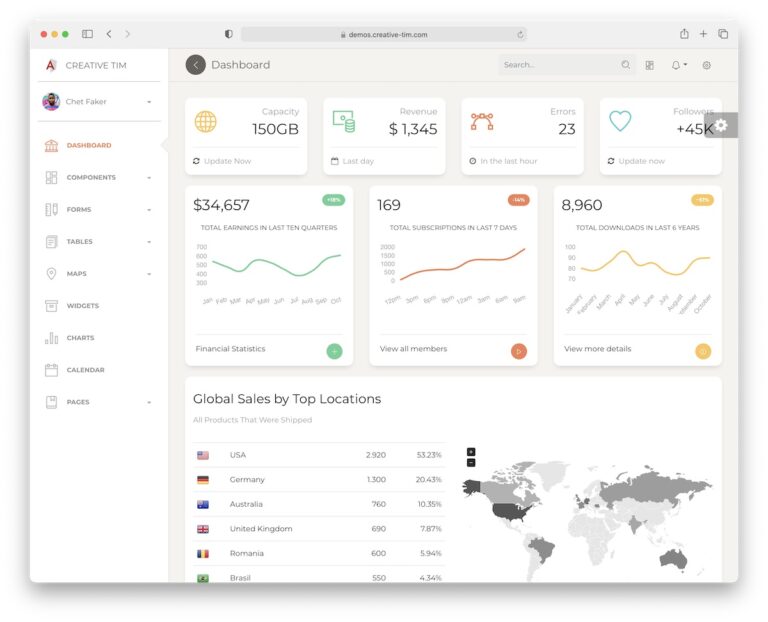 demos.creative-tim.com
CREATIVE TIM
Dashboard
Search...
Chet Faker
DASHBOARD
COMPONENTS
FORMS
TABLES
MAPS
WIDGETS
CHARTS
CALENDAR
PAGES
Capacity
150GB
Update Now
Revenue
$ 1,345
Last day
Errors
23
In the last hour
Followers
+45K
Update now
$34,657
+18%
TOTAL EARNINGS IN LAST TEN QUARTERS
700
600
500
400
300
Jan Feb Mar Apr May Jun Jul Aug Sep Oct
Financial Statistics
169
-14%
TOTAL SUBSCRIPTIONS IN LAST 7 DAYS
2000
1500
1000
500
0
12pm 3pm 6pm 9pm 12am 3am 6am 9am
View all members
8,960
TOTAL DOWNLOADS IN LAST 6 YEARS
100
90
80
70
January February March April May June July August September October
View more details
Global Sales by Top Locations
All Products That Were Shipped
USA 2.920 53.23%
Germany 1.300 20.43%
Australia 760 10.35%
United Kingdom 690 7.87%
Romania 600 5.94%
Brasil 550 4.34%
+
−